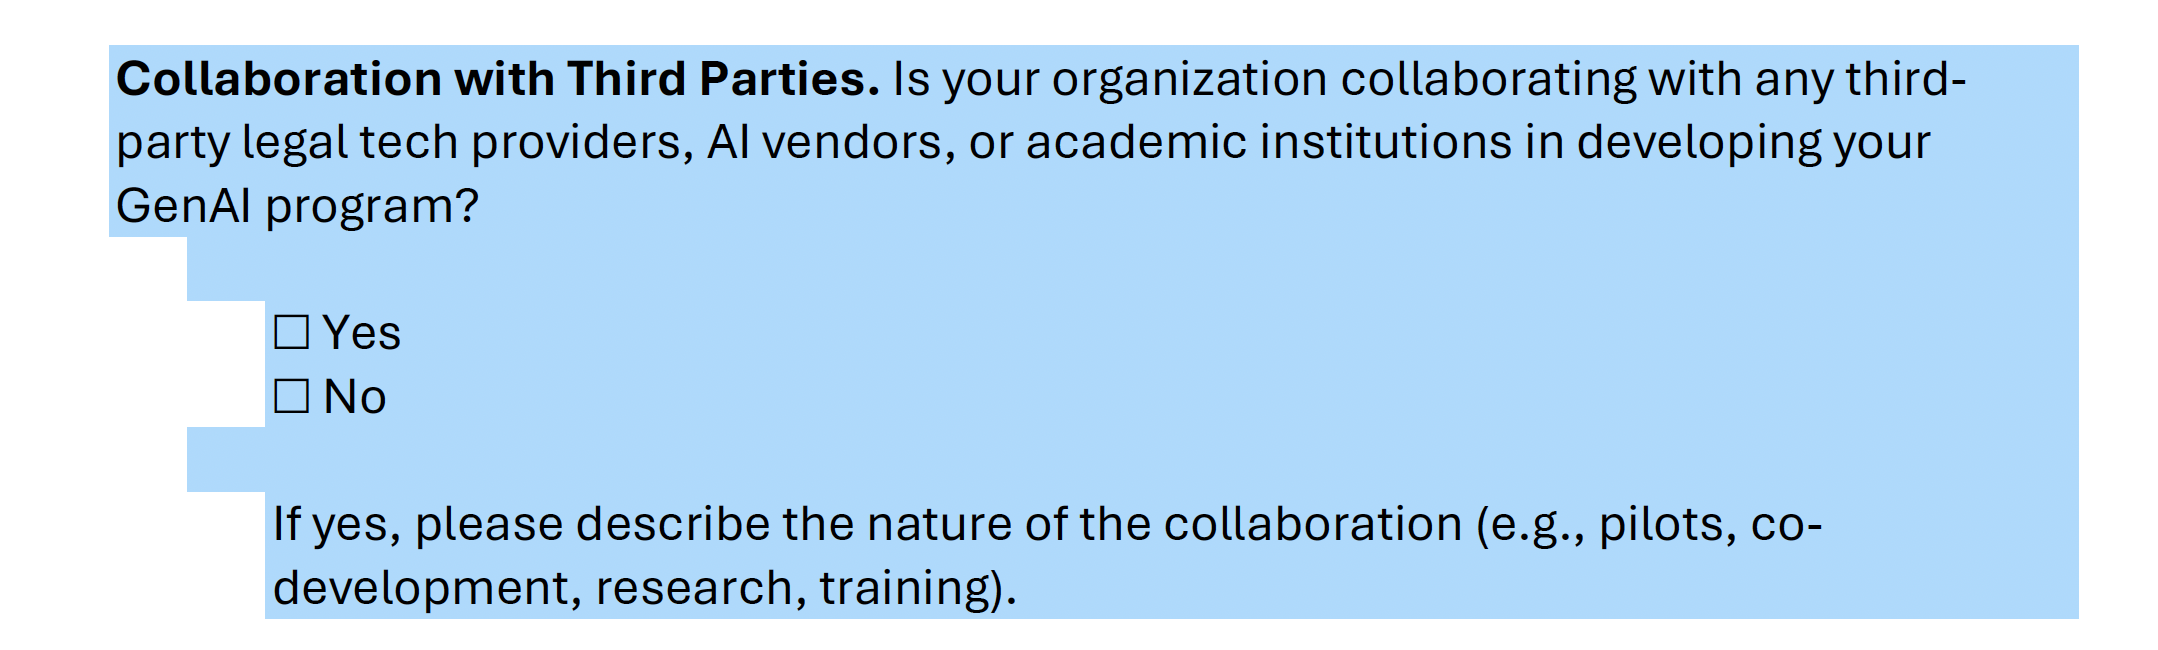 Collaboration with Third Parties. Is your organization collaborating with any third-
party legal tech providers, AI vendors, or academic institutions in developing your
GenAI program?
☐ Yes
☐ No
If yes, please describe the nature of the collaboration (e.g., pilots, co-
development, research, training).